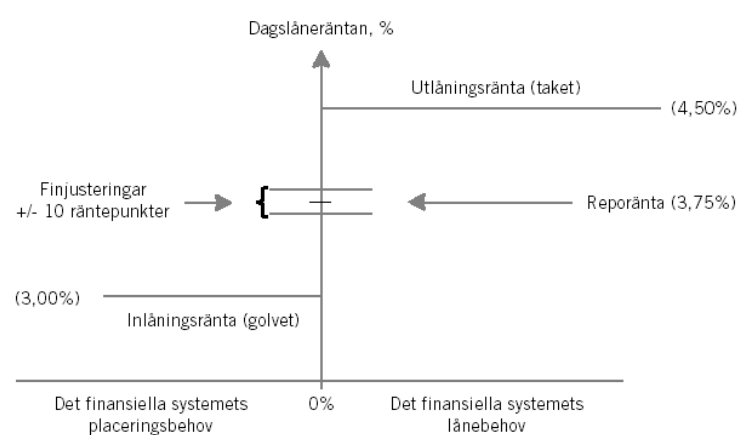 Dagslåneräntan, %
Utlåningsränta (taket)
(4,50%)
Finjusteringar
+/- 10 räntepunkter
{
Reporänta (3,75%)
(3,00%)
Inlåningsränta (golvet)
Det finansiella systemets
placeringsbehov
0%
Det finansiella systemets
lånebehov